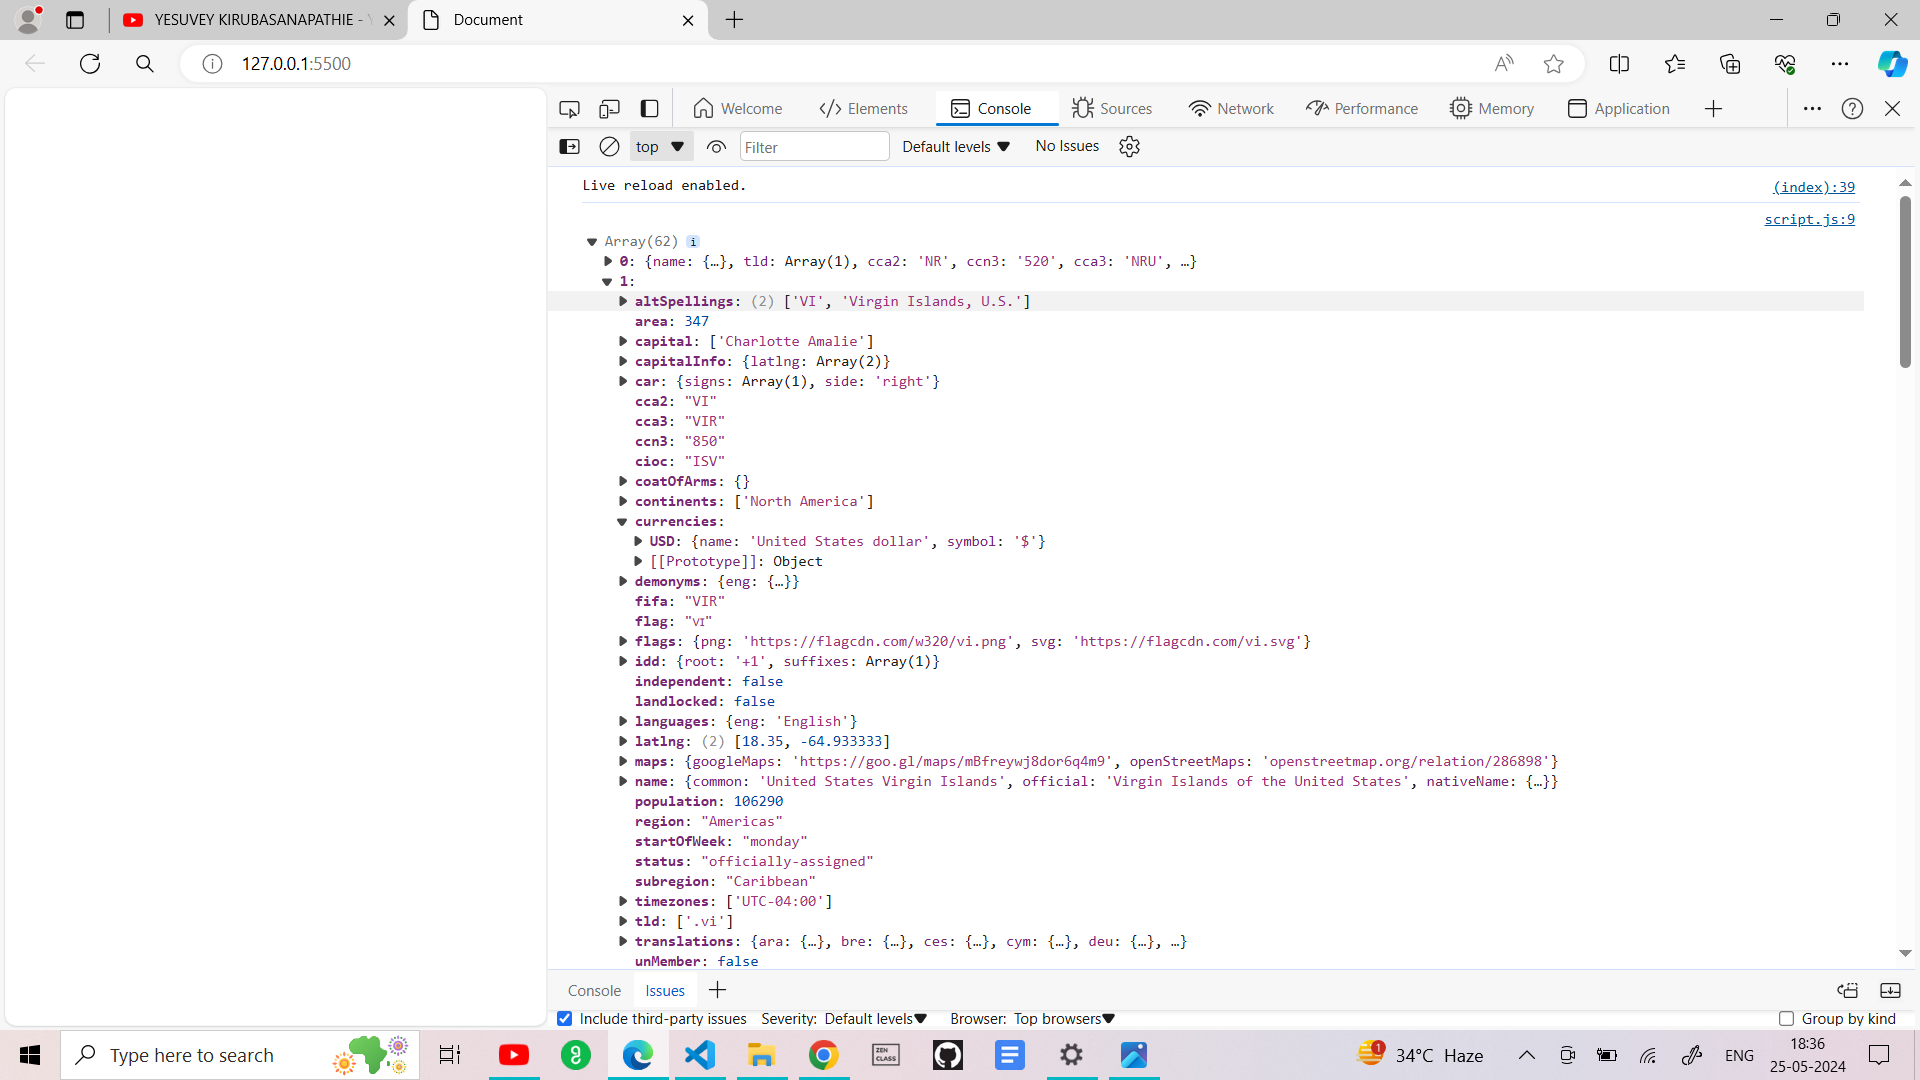 YESUVEY KIRUBASANAPATHIE - Y
Document
127.0.0.1:5500
Welcome
Elements
Console
Sources
Network
Performance
Memory
Application
top
Filter
Default levels
No Issues
Live reload enabled.
(index):39
script.js:9
Array(62) i
0: {name: {…}, tld: Array(1), cca2: 'NR', ccn3: '520', cca3: 'NRU', …}
1:
altSpellings: (2) ['VI', 'Virgin Islands, U.S.']
area: 347
capital: ['Charlotte Amalie']
capitalInfo: {latlng: Array(2)}
car: {signs: Array(1), side: 'right'}
cca2: "VI"
cca3: "VIR"
ccn3: "850"
cioc: "ISV"
coatOfArms: {}
continents: ['North America']
currencies:
USD: {name: 'United States dollar', symbol: '$'}
[[Prototype]]: Object
demonyms: {eng: {…}}
fifa: "VIR"
flag: "🇻🇮"
flags: {png: 'https://flagcdn.com/w320/vi.png', svg: 'https://flagcdn.com/vi.svg'}
idd: {root: '+1', suffixes: Array(1)}
independent: false
landlocked: false
languages: {eng: 'English'}
latlng: (2) [18.35, -64.933333]
maps: {googleMaps: 'https://goo.gl/maps/mBfreywj8dor6q4m9', openStreetMaps: 'openstreetmap.org/relation/286898'}
name: {common: 'United States Virgin Islands', official: 'Virgin Islands of the United States', nativeName: {…}}
population: 106290
region: "Americas"
startOfWeek: "monday"
status: "officially-assigned"
subregion: "Caribbean"
timezones: ['UTC-04:00']
tld: ['.vi']
translations: {ara: {…}, bre: {…}, ces: {…}, cym: {…}, deu: {…}, …}
unMember: false
Console
Issues
Include third-party issues
Severity: Default levels
Browser: Top browsers
Group by kind
Type here to search
ZEN
CLASS
1
34°C Haze
ENG
18:36
25-05-2024